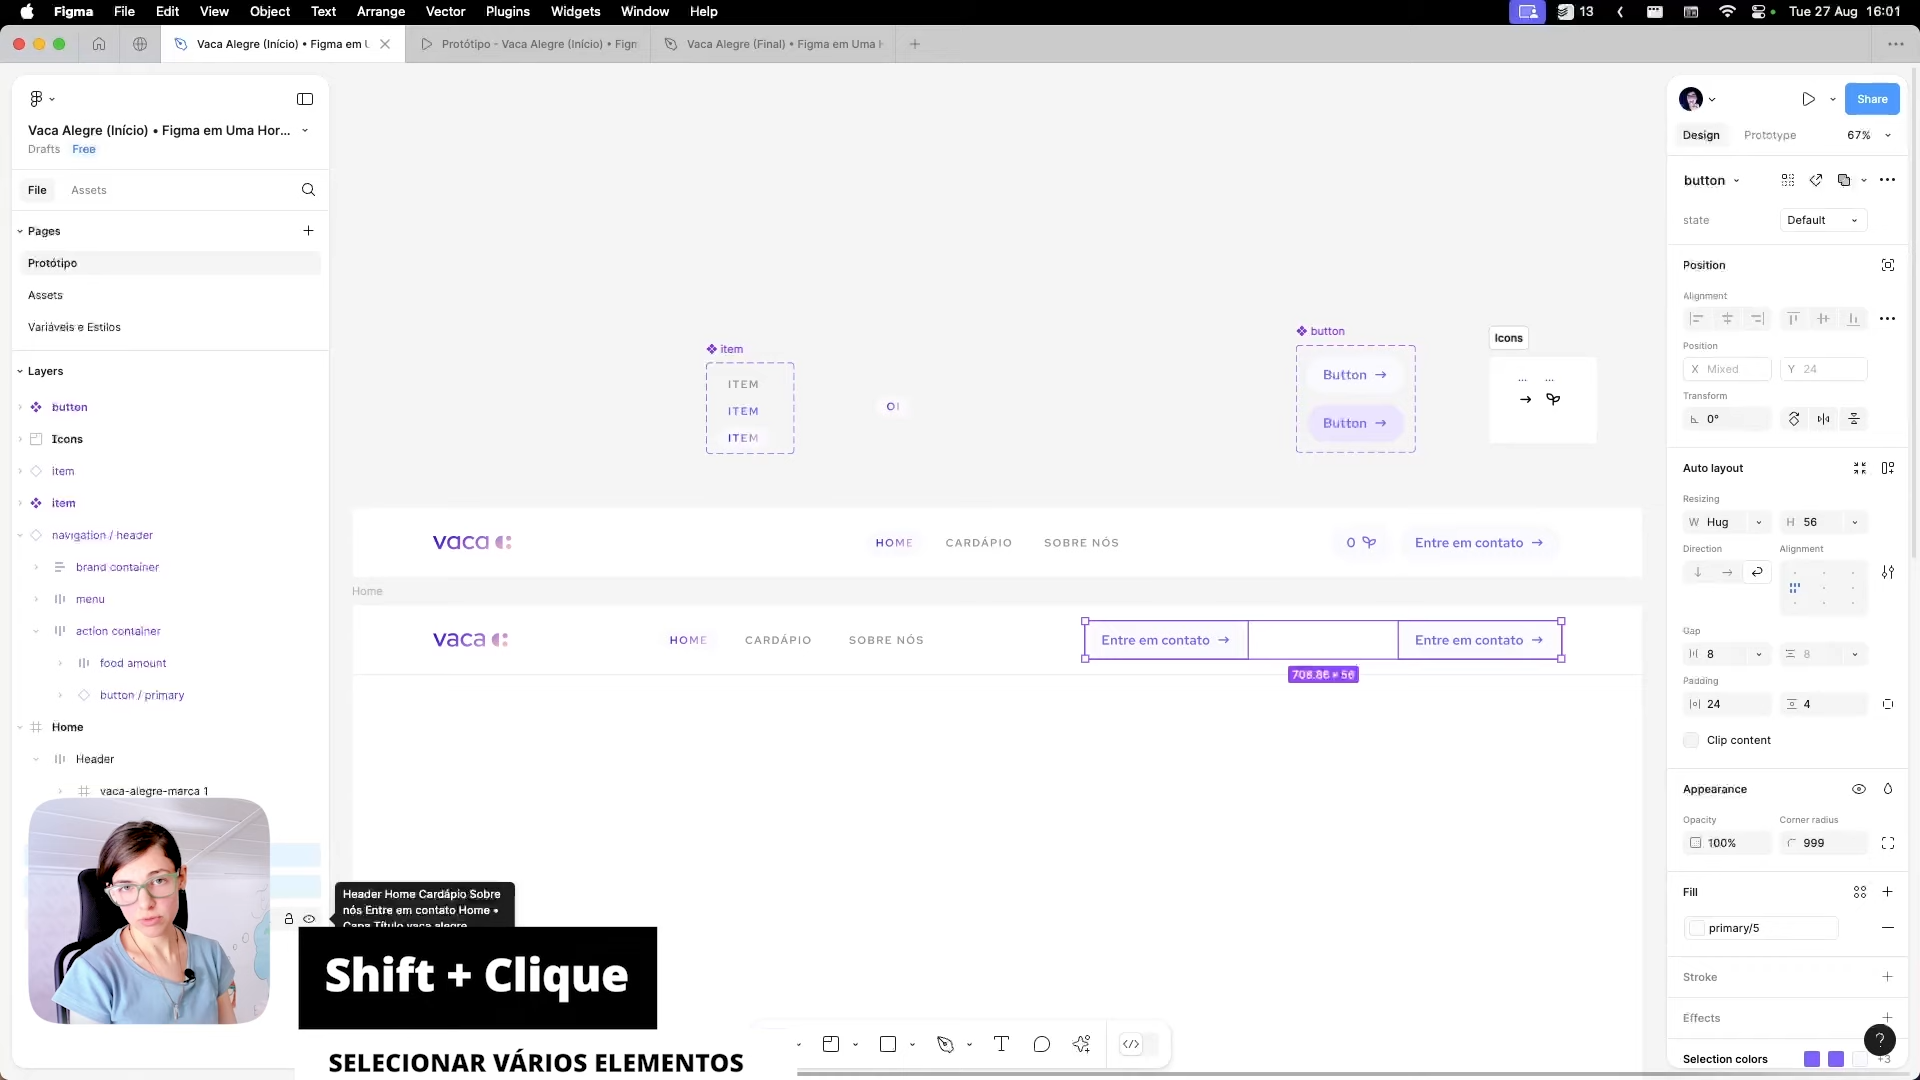 Figma File Edit View Object Text Arrange Vector Plugins Widgets Window Help
13
Tue 27 Aug 16:01
Vaca Alegre (Início) • Figma em U
Protótipo - Vaca Alegre (Início) • Figm
Vaca Alegre (Final) • Figma em Uma H
Vaca Alegre (Início) • Figma em Uma Hor...
Drafts Free
File Assets
Pages
Protótipo
Assets
Variáveis e Estilos
Layers
button
Icons
item
item
navigation / header
brand container
menu
action container
food amount
button / primary
Home
Header
vaca-alegre-marca 1
Header Home Cardápio Sobre
nós Entre em contato Home •
Capa Título vaca alegre
Shift + Clique
SELECIONAR VÁRIOS ELEMENTOS
item
ITEM
ITEM
ITEM
button
Button →
Button →
Icons
... ...
vaca
HOME CARDÁPIO SOBRE NÓS
0
Entre em contato →
Home
vaca
HOME CARDÁPIO SOBRE NÓS
Entre em contato →
Entre em contato →
Share
Design Prototype 67%
button
state Default
Position
Alignment
Position
X Mixed Y 24
Transform
0°
Auto layout
Resizing
W Hug H 56
Direction Alignment
Gap
8 8
Padding
24 4
Clip content
Appearance
Opacity Corner radius
100% 999
Fill
primary/5
Stroke
Effects
?
Selection colors +3